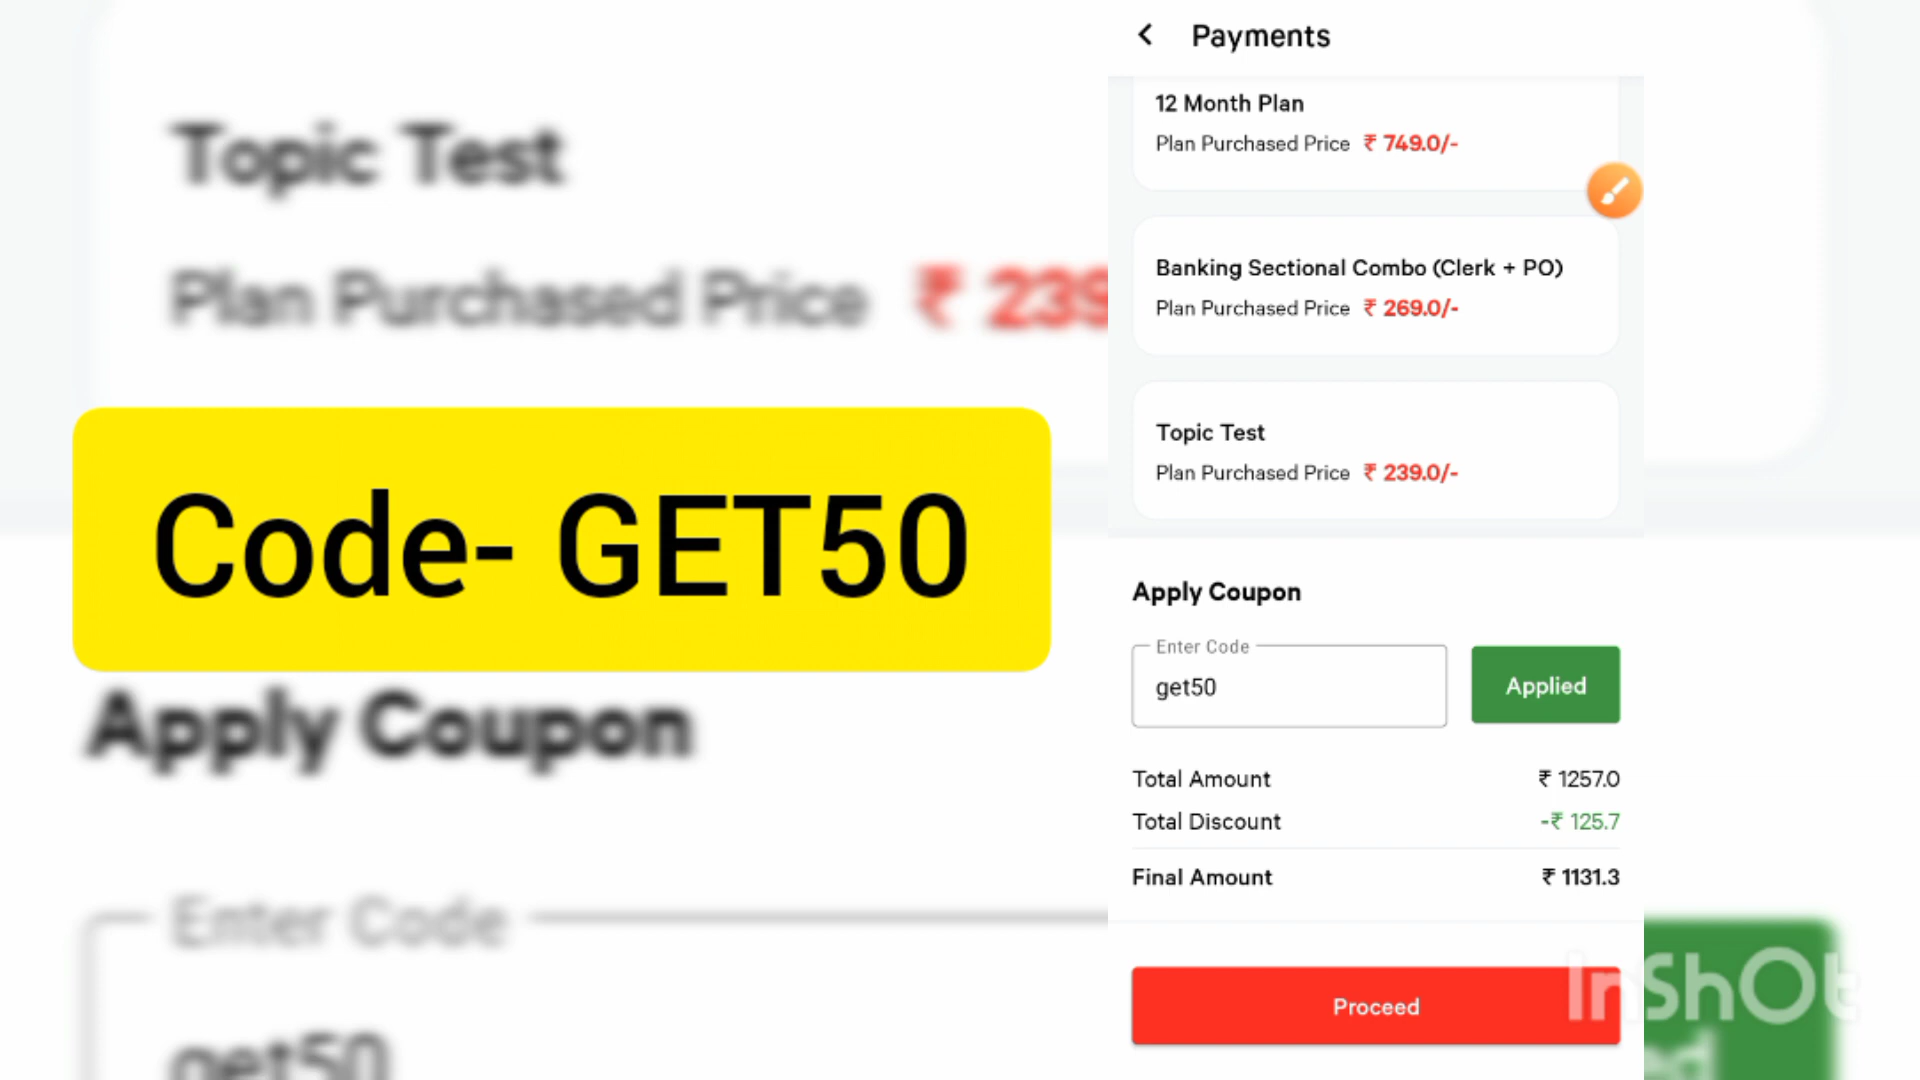 Topic Test
Plan Purchased Price ₹ 239
Code- GET50
Apply Coupon
Enter Code
get50
Payments
12 Month Plan
Plan Purchased Price ₹ 749.0/-
Banking Sectional Combo (Clerk + PO)
Plan Purchased Price ₹ 269.0/-
Topic Test
Plan Purchased Price ₹ 239.0/-
Apply Coupon
Enter Code
get50
Applied
Total Amount ₹ 1257.0
Total Discount -₹ 125.7
Final Amount ₹ 1131.3
Proceed
InShOt